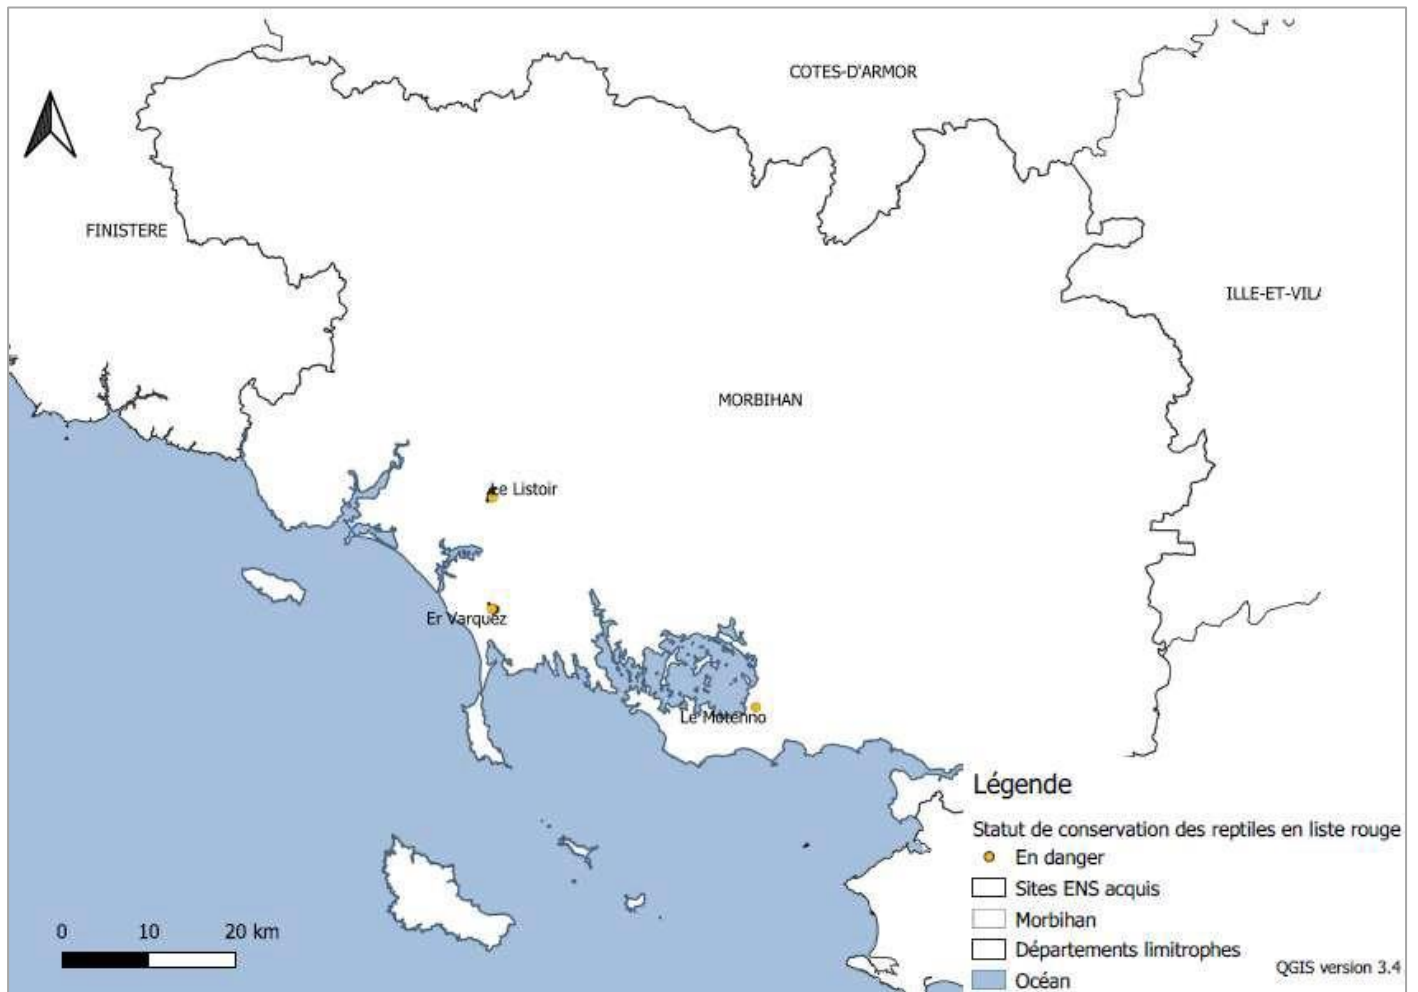 COTES-D'ARMOR
FINISTERE
ILLE-ET-VILA
MORBIHAN
Le Listoir
Er Varquez
Le Motenno
Légende
Statut de conservation des reptiles en liste rouge
En danger
Sites ENS acquis
Morbihan
Départements limitrophes
Océan
0 10 20 km
QGIS version 3.4